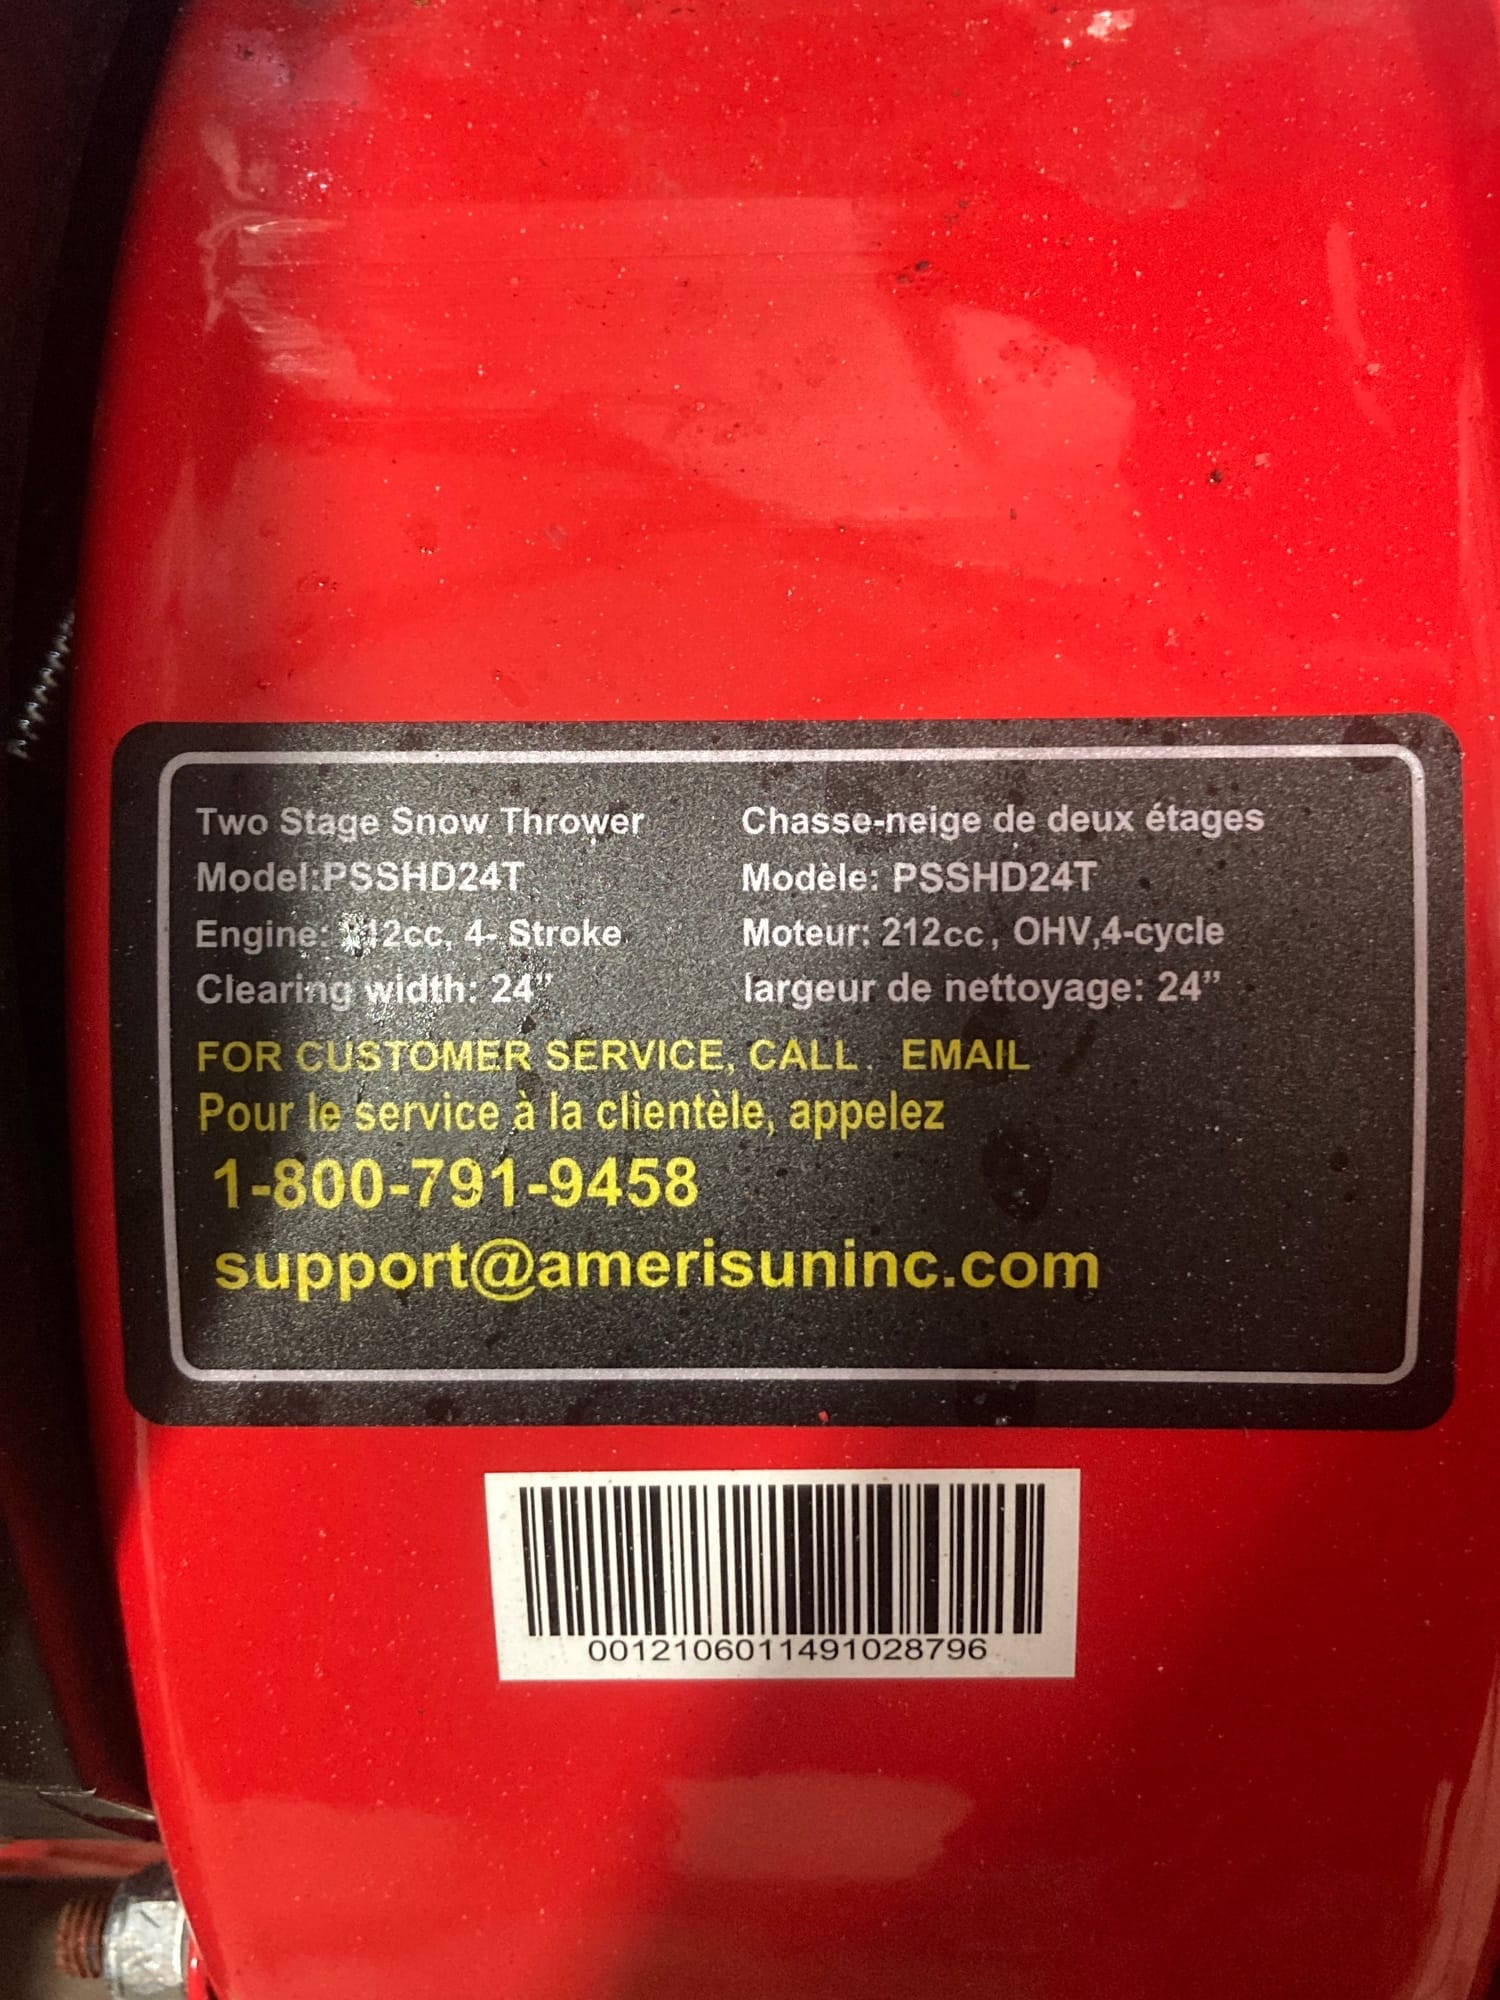 Two Stage Snow Thrower
Model:PSSHD24T
Engine: 212cc, 4- Stroke
Clearing width: 24”
Chasse-neige de deux étages
Modèle: PSSHD24T
Moteur: 212cc, OHV,4-cycle
largeur de nettoyage: 24”
FOR CUSTOMER SERVICE, CALL, EMAIL
Pour le service à la clientèle, appelez
1-800-791-9458
support@amerisuninc.com
0012106011491028796